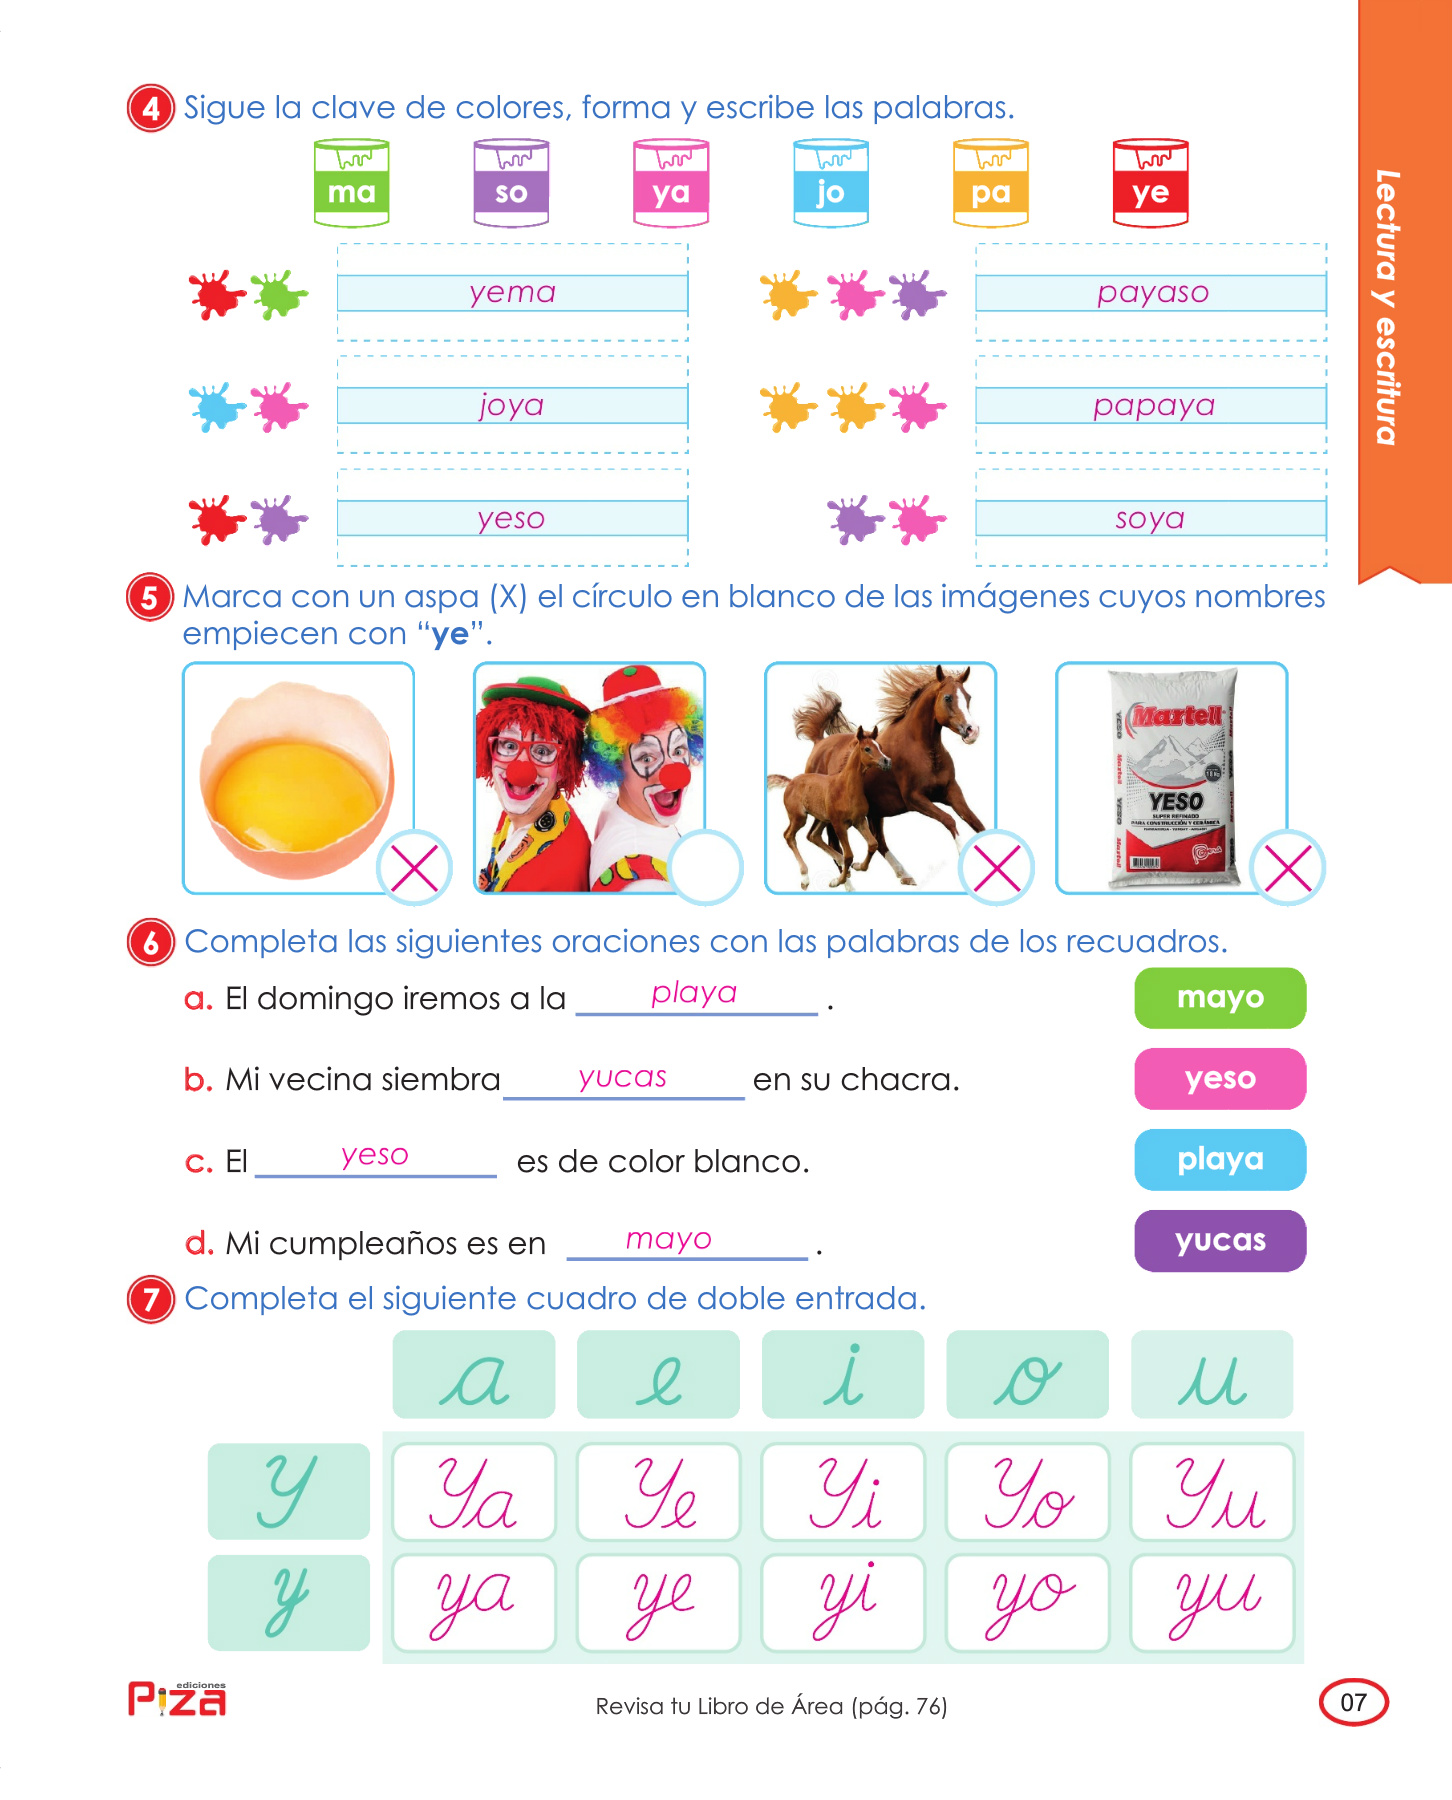 4 Sigue la clave de colores, forma y escribe las palabras.
ma so ya jo pa ye
yema payaso
joya papaya
yeso soya
Lectura y escritura
5 Marca con un aspa (X) el círculo en blanco de las imágenes cuyos nombres
empiecen con “ye”.
Martell
YESO
SUPER REFINADO
PARA CONSTRUCCIÓN Y CERÁMICA
X X X
6 Completa las siguientes oraciones con las palabras de los recuadros.
a. El domingo iremos a la playa .
mayo
b. Mi vecina siembra yucas en su chacra.
yeso
c. El yeso es de color blanco.
playa
d. Mi cumpleaños es en mayo .
yucas
7 Completa el siguiente cuadro de doble entrada.
a e i o u
Y Ya Ye Yi Yo Yu
y ya ye yi yo yu
ediciones
Piza
Revisa tu Libro de Área (pág. 76)
07